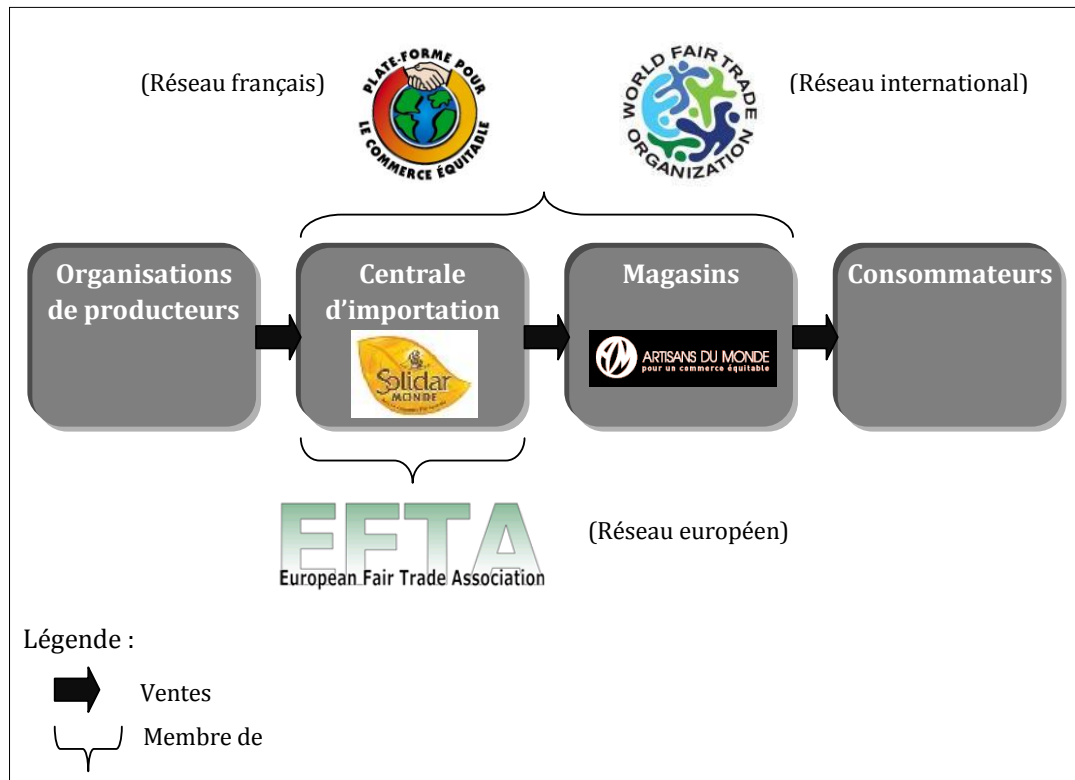 (Réseau français)
PLATE-FORME POUR
LE COMMERCE ÉQUITABLE
WORLD FAIR TRADE
ORGANIZATION
(Réseau international)
Organisations
de producteurs
Centrale
d’importation
Solidar
MONDE
Magasins
ARTISANS DU MONDE
pour un commerce équitable
Consommateurs
EFTA
European Fair Trade Association
(Réseau européen)
Légende :
Ventes
Membre de